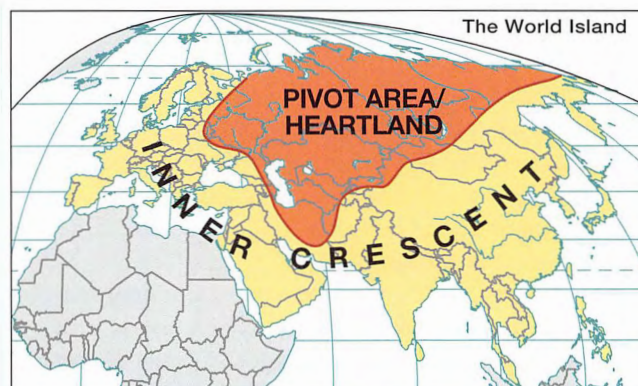 The World Island
PIVOT AREA/
HEARTLAND
INNER CRESCENT